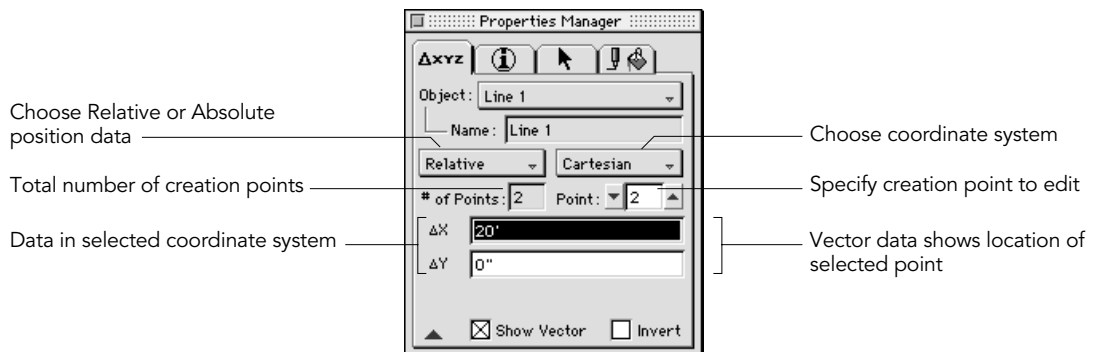 Properties Manager
ΔXYZ
Object: Line 1
Name: Line 1
Choose Relative or Absolute
position data
Choose coordinate system
Relative
Cartesian
Total number of creation points
# of Points: 2
Point: 2
Specify creation point to edit
Data in selected coordinate system
ΔX 20'
ΔY 0"
Vector data shows location of
selected point
Show Vector
Invert